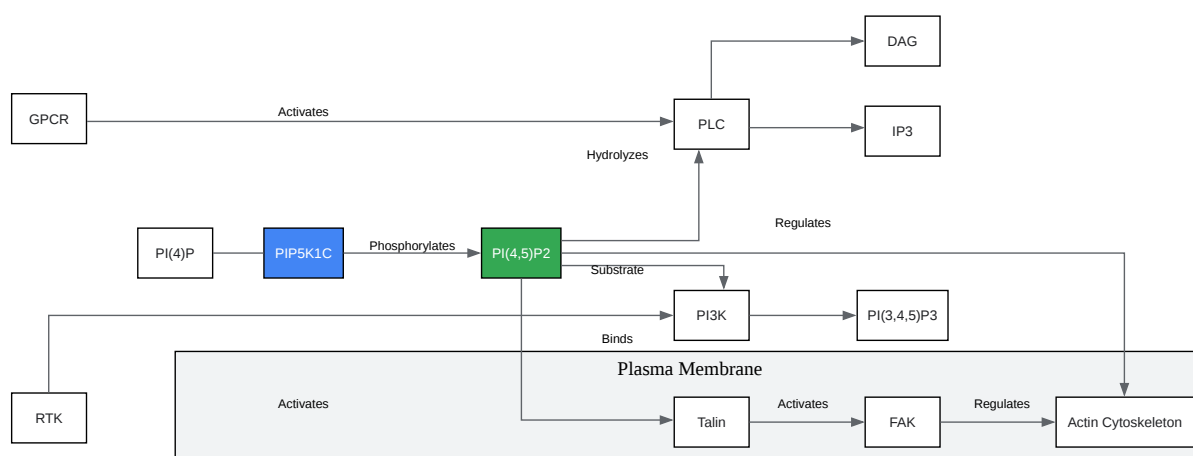 DAG
GPCR
Activates
PLC
IP3
Hydrolyzes
Regulates
PI(4)P
PIP5K1C
Phosphorylates
PI(4,5)P2
Substrate
PI3K
PI(3,4,5)P3
Binds
Plasma Membrane
RTK
Activates
Talin
Activates
FAK
Regulates
Actin Cytoskeleton